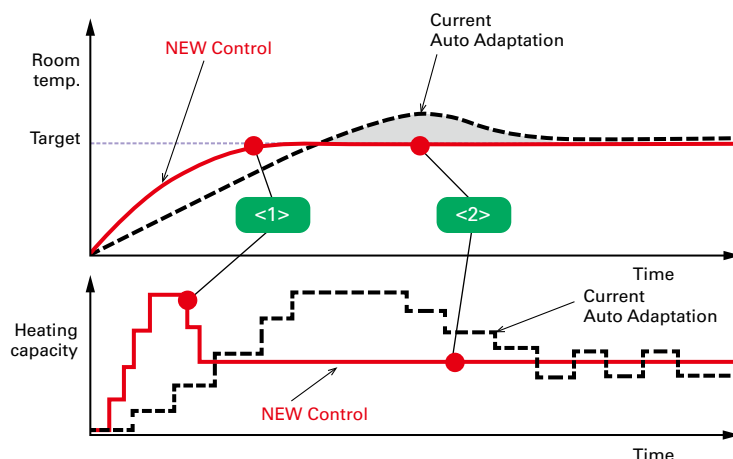 Current
Auto Adaptation
NEW Control
Room
temp.
Target
<1>
<2>
Time
Current
Auto Adaptation
Heating
capacity
NEW Control
Time